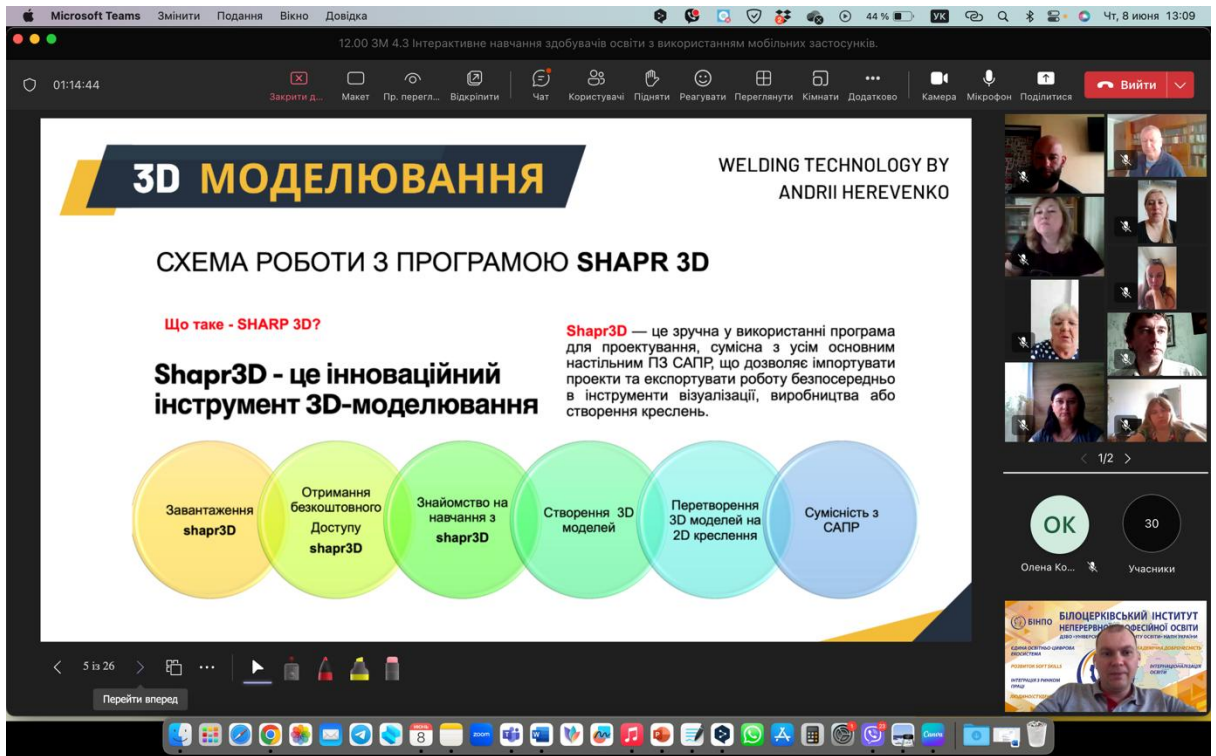 Microsoft Teams Змінити Подання Вікно Довідка
44 % УК Чт, 8 июня 13:09
12.00 ЗМ 4.3 Інтерактивне навчання здобувачів освіти з використанням мобільних застосунків.
01:14:44
Закрити д... Макет Пр. перегл... Відкріпити Чат Користувачі Підняти Реагувати Переглянути Кімнати Додатково Камера Мікрофон Поділитися Вийти
3D МОДЕЛЮВАННЯ
WELDING TECHNOLOGY BY
ANDRII HEREVENKO
СХЕМА РОБОТИ З ПРОГРАМОЮ SHAPR 3D
Що таке - SHARP 3D?
Shapr3D - це інноваційний
інструмент 3D-моделювання
Shapr3D — це зручна у використанні програма
для проектування, сумісна з усім основним
настільним ПЗ САПР, що дозволяє імпортувати
проекти та експортувати роботу безпосередньо
в інструменти візуалізації, виробництва або
створення креслень.
Завантаження
shapr3D
Отримання
безкоштовного
Доступу
shapr3D
Знайомство на
навчання з
shapr3D
Створення 3D
моделей
Перетворення
3D моделей на
2D креслення
Сумісність з
САПР
1/2
ОК
30
Олена Ко...
Учасники
БІНПО
БІЛОЦЕРКІВСЬКИЙ ІНСТИТУТ
5 із 26
Перейти вперед
8
zoom
Canva